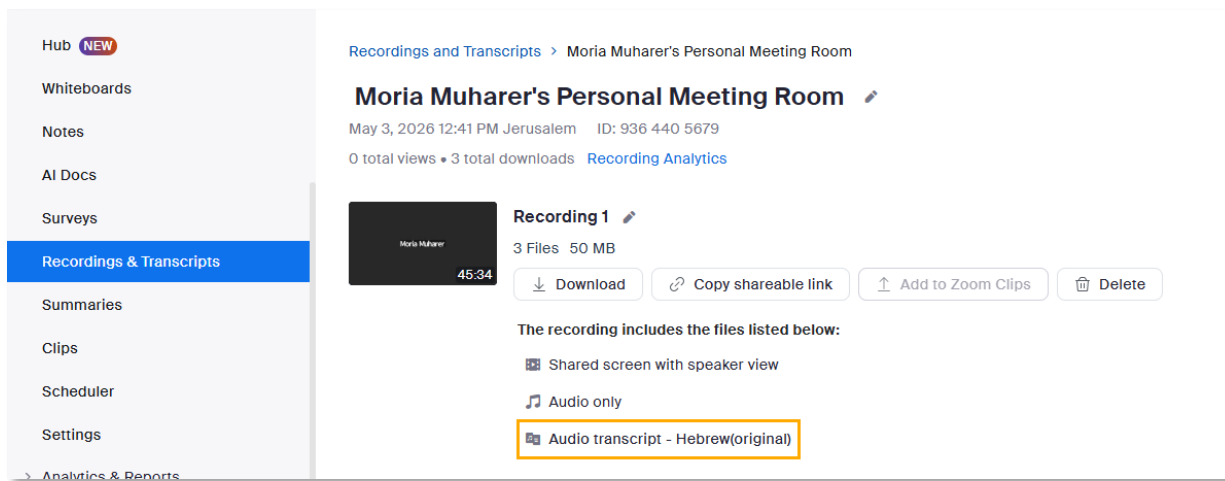 Hub NEW
Whiteboards
Notes
AI Docs
Surveys
Recordings & Transcripts
Summaries
Clips
Scheduler
Settings
Analytics & Reports
Recordings and Transcripts > Moria Muharer's Personal Meeting Room
Moria Muharer's Personal Meeting Room
May 3, 2026 12:41 PM Jerusalem ID: 936 440 5679
0 total views • 3 total downloads Recording Analytics
Moria Muharer
45:34
Recording 1
3 Files 50 MB
Download Copy shareable link Add to Zoom Clips Delete
The recording includes the files listed below:
Shared screen with speaker view
Audio only
Audio transcript - Hebrew(original)